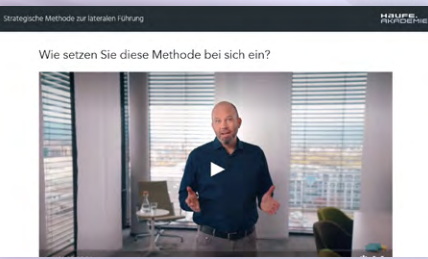 Strategische Methode zur lateralen Führung
HAUFE.
AKADEMIE
Wie setzen Sie diese Methode bei sich ein?